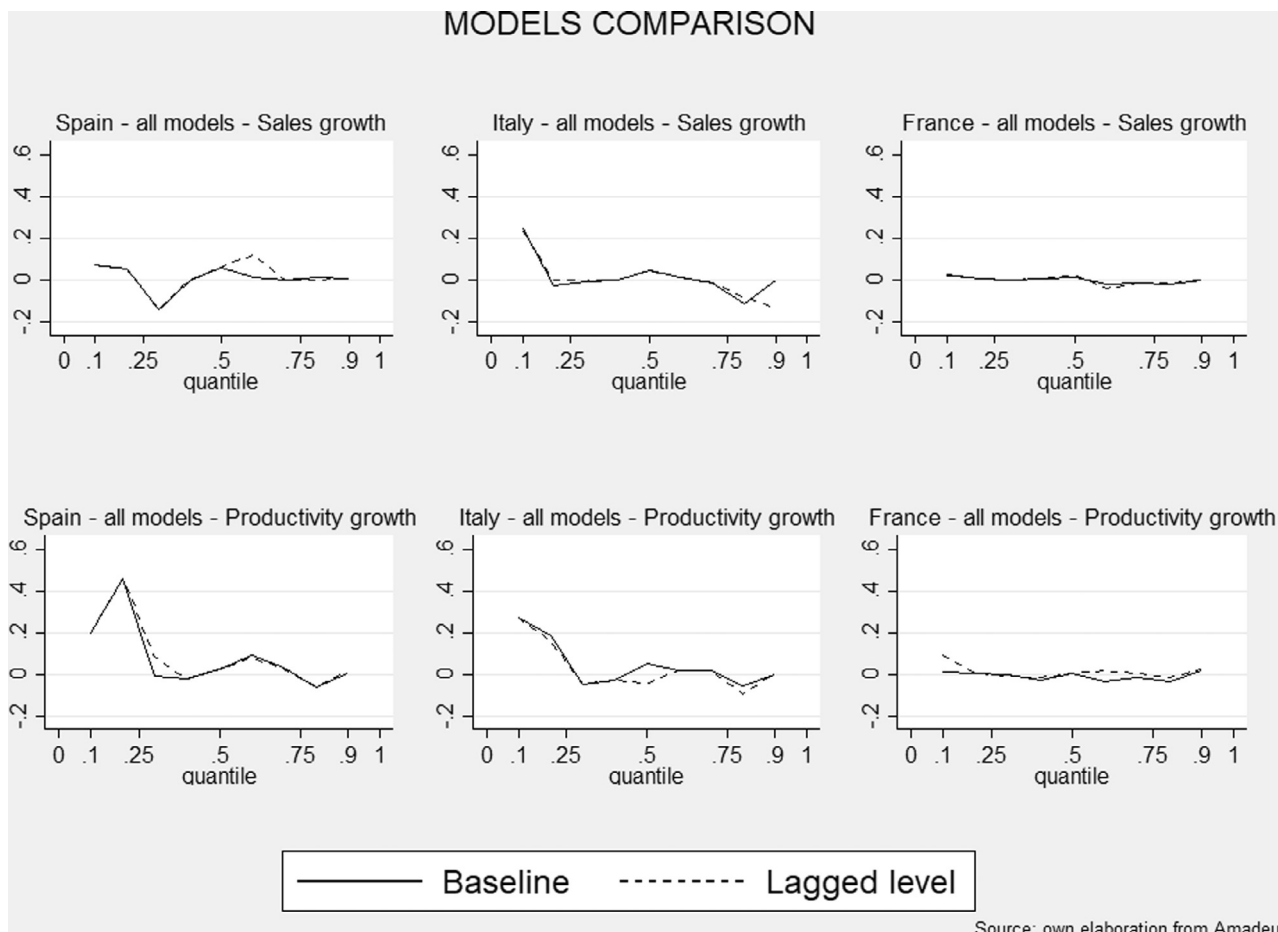 MODELS COMPARISON
Spain - all models - Sales growth
Italy - all models - Sales growth
France - all models - Sales growth
.6
.4
.2
0
-.2
0 .1 .25 .5 .75 .9 1
quantile
.6
.4
.2
0
-.2
0 .1 .25 .5 .75 .9 1
quantile
.6
.4
.2
0
-.2
0 .1 .25 .5 .75 .9 1
quantile
Spain - all models - Productivity growth
Italy - all models - Productivity growth
France - all models - Productivity growth
.6
.4
.2
0
-.2
0 .1 .25 .5 .75 .9 1
quantile
.6
.4
.2
0
-.2
0 .1 .25 .5 .75 .9 1
quantile
.6
.4
.2
0
-.2
0 .1 .25 .5 .75 .9 1
quantile
Baseline
Lagged level
Source: own elaboration from Amadeu